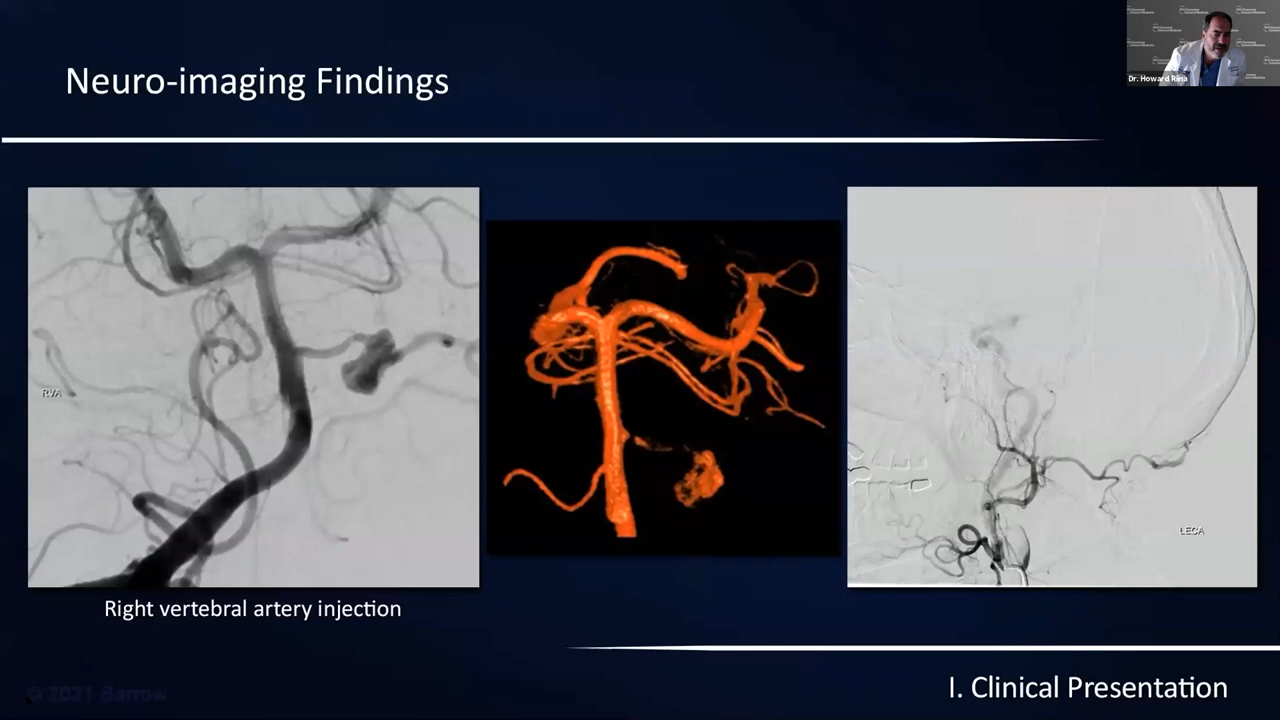 Neuro-imaging Findings
Dr. Howard Riina
RVA
LECA
Right vertebral artery injection
I. Clinical Presentation
© 2021 Barrow